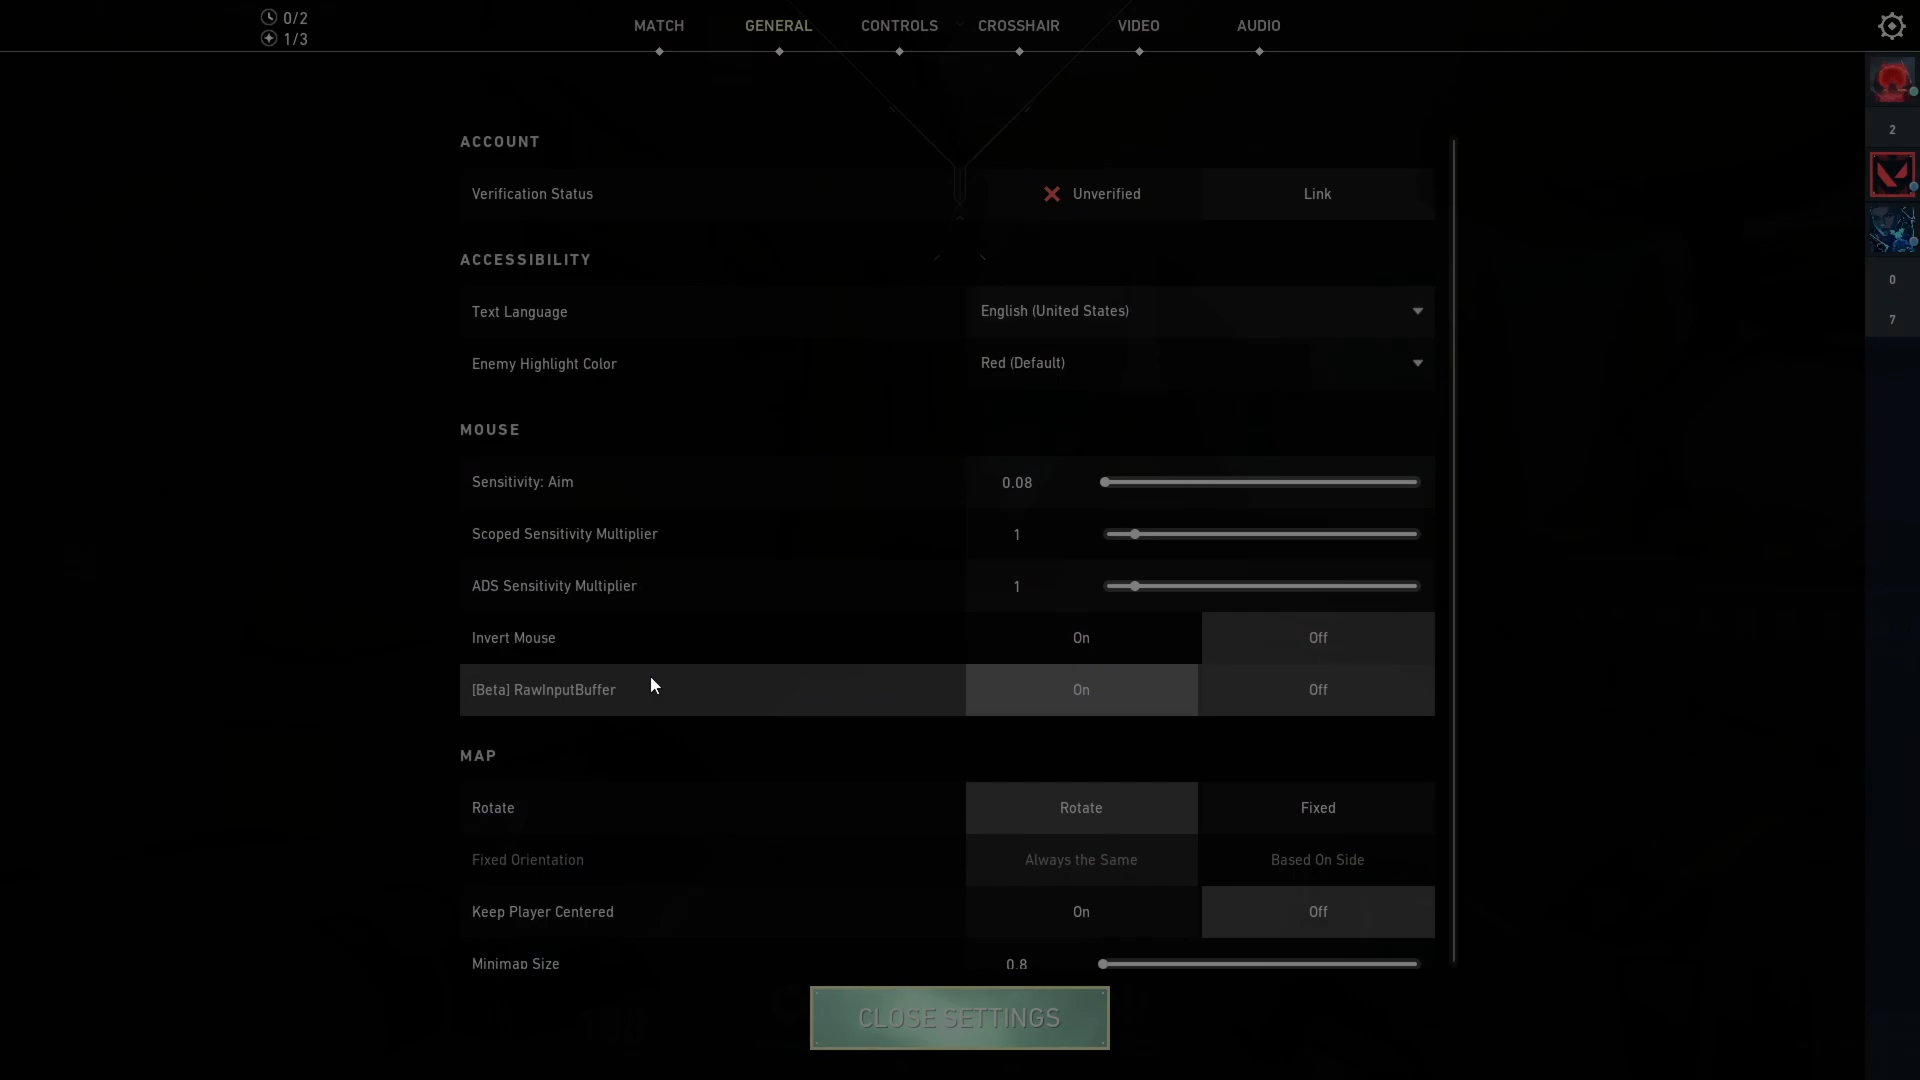 0/2
1/3
MATCH GENERAL CONTROLS CROSSHAIR VIDEO AUDIO
2
0
7
ACCOUNT
Verification Status Unverified Link
ACCESSIBILITY
Text Language English (United States)
Enemy Highlight Color Red (Default)
MOUSE
Sensitivity: Aim 0.08
Scoped Sensitivity Multiplier 1
ADS Sensitivity Multiplier 1
Invert Mouse On Off
[Beta] RawInputBuffer On Off
MAP
Rotate Rotate Fixed
Fixed Orientation Always the Same Based On Side
Keep Player Centered On Off
Minimap Size 0.8
CLOSE SETTINGS